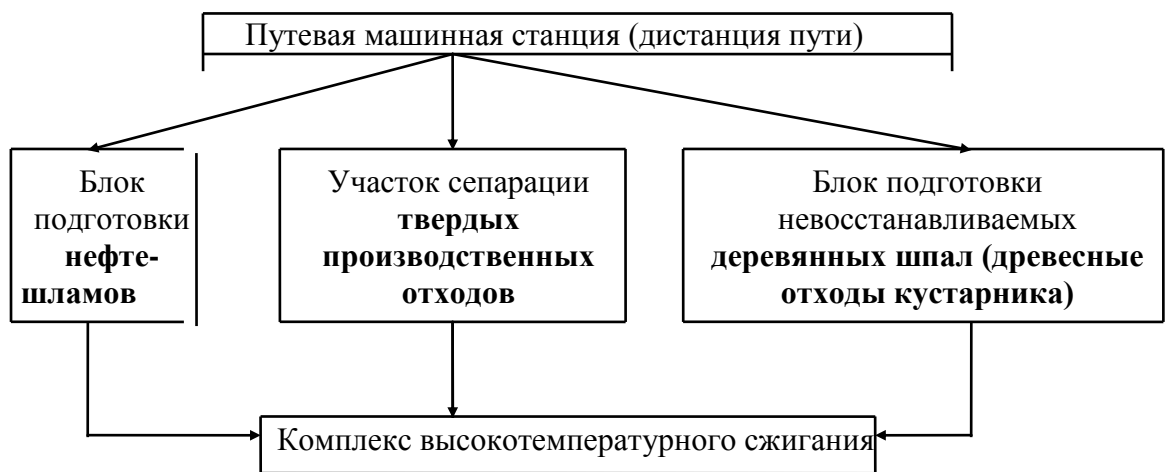 Путевая машинная станция (дистанция пути)
Блок
подготовки
нефте-
шламов
Участок сепарации
твердых
производственных
отходов
Блок подготовки
невосстанавливаемых
деревянных шпал (древесные
отходы кустарника)
Комплекс высокотемпературного сжигания